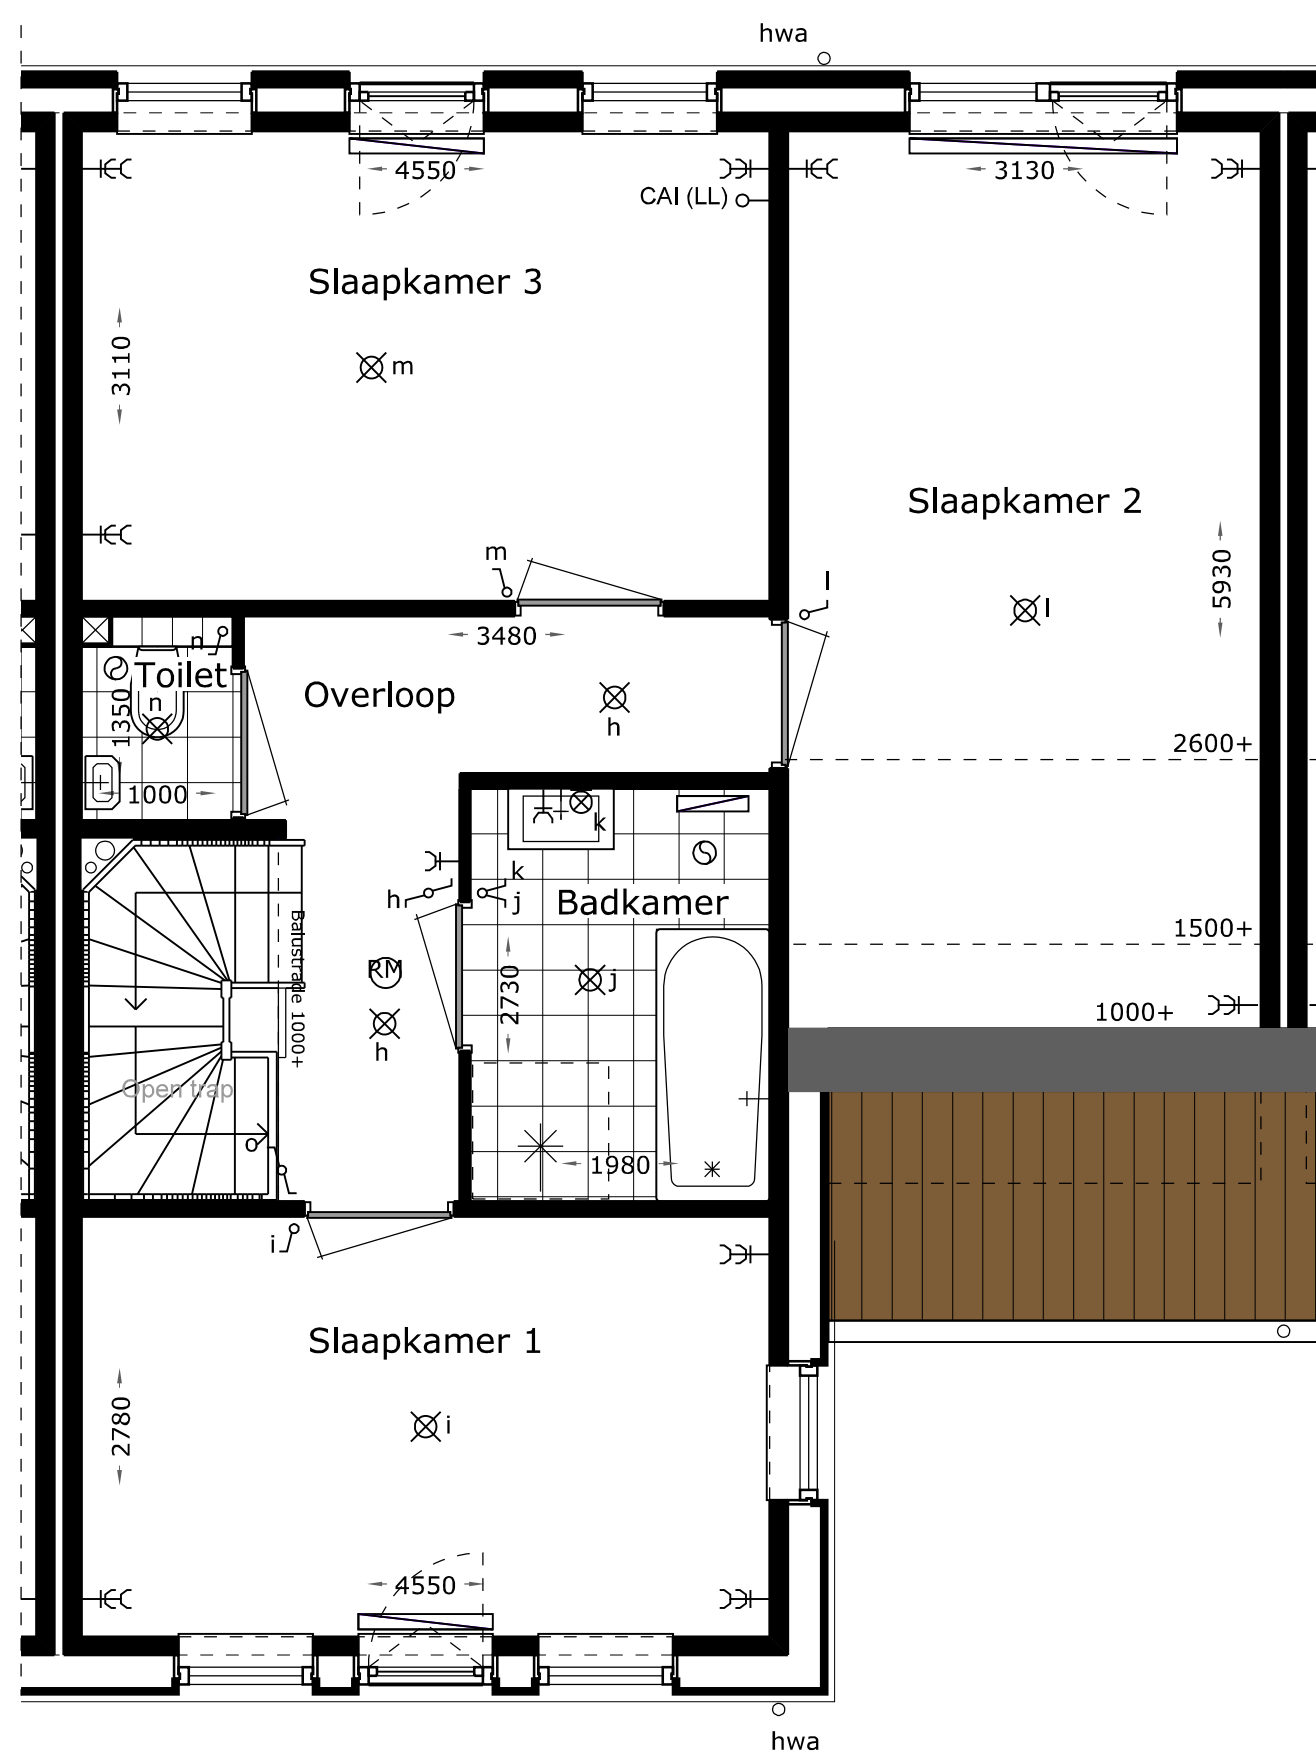 hwa
4550
3130
CAI (LL)
Slaapkamer 3
3110
m
Slaapkamer 2
m
l
5930
l
n
3480
Toilet
Overloop
1350
n
h
2600+
1000
k
k
h
j
Badkamer
Balustrade 1000+
1500+
RM
j
2730
1000+
h
Open trap
o
1980
i
Slaapkamer 1
2780
i
4550
hwa